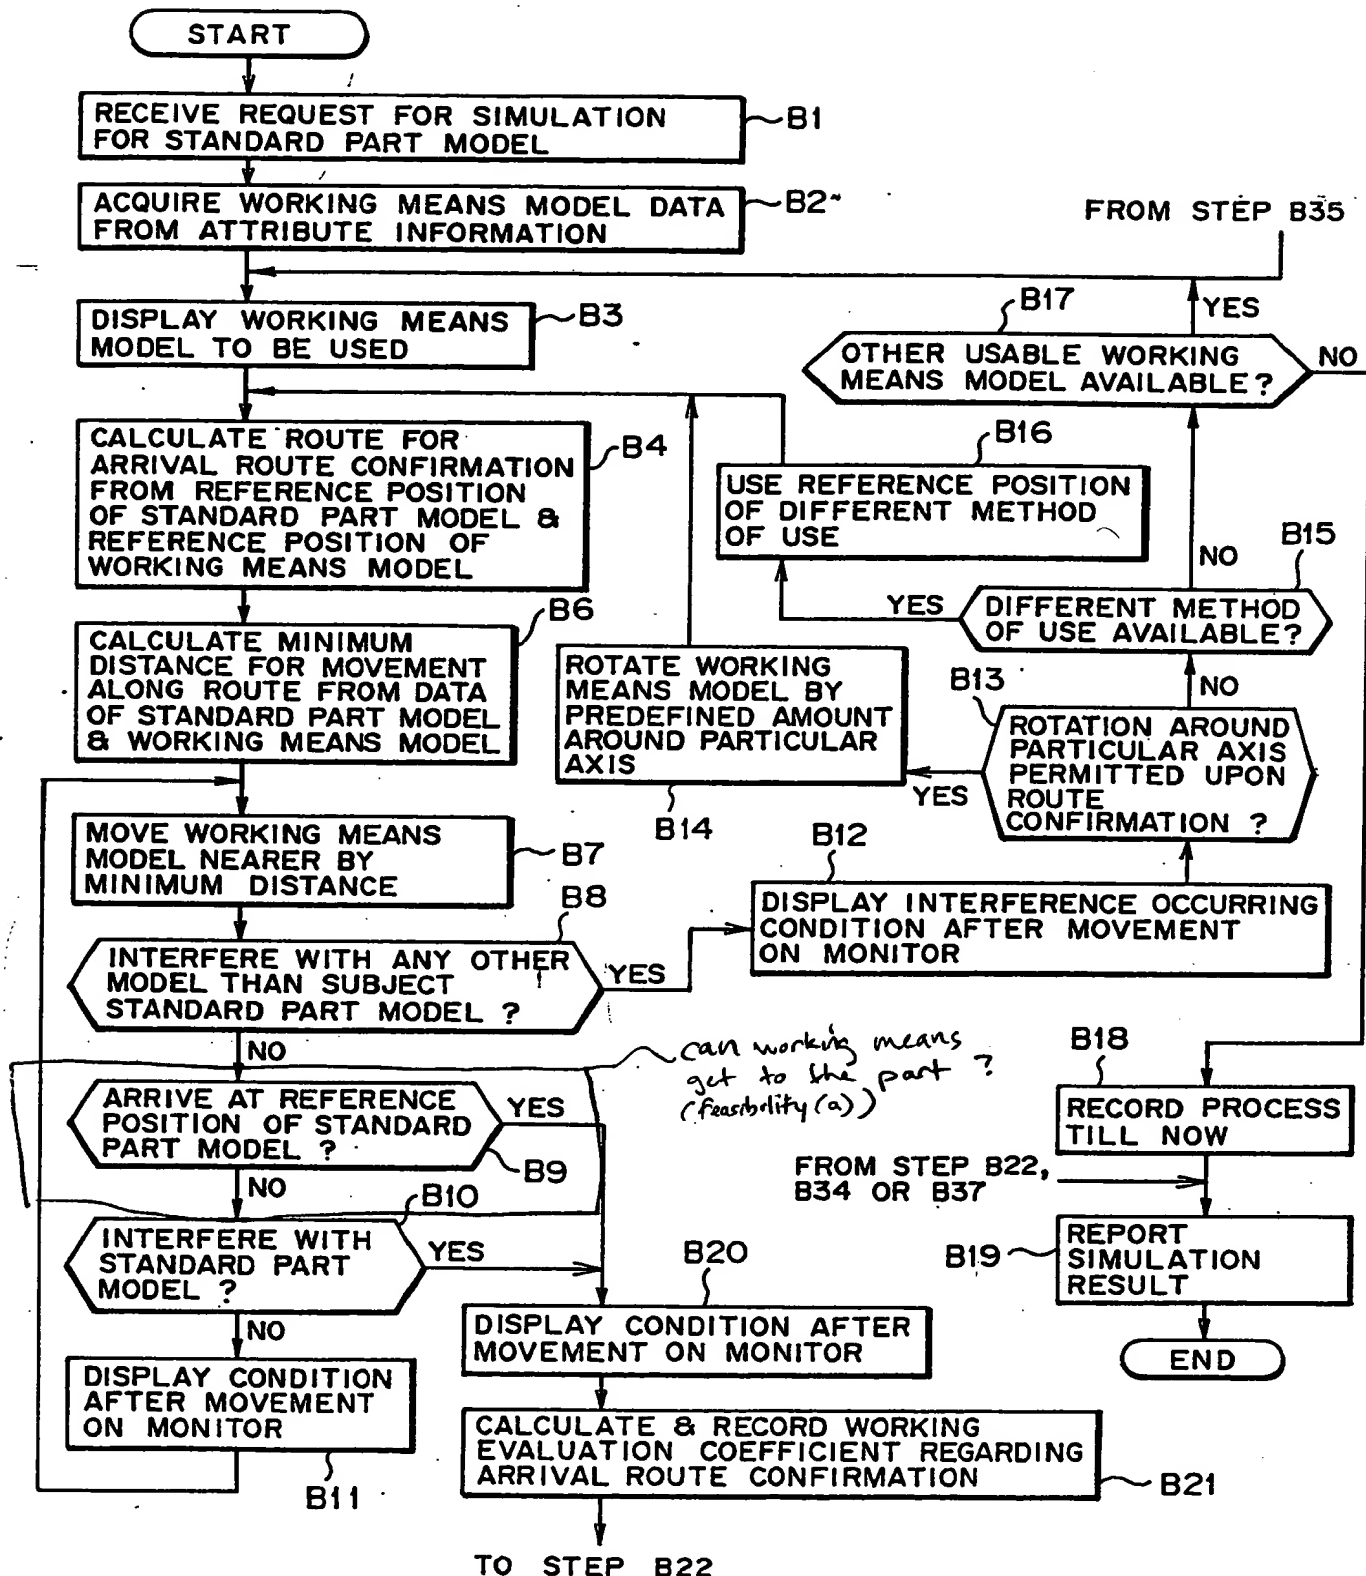 START
RECEIVE REQUEST FOR SIMULATION
FOR STANDARD PART MODEL
B1
ACQUIRE WORKING MEANS MODEL DATA
FROM ATTRIBUTE INFORMATION
B2
FROM STEP B35
DISPLAY WORKING MEANS
MODEL TO BE USED
B3
B17
YES
OTHER USABLE WORKING
MEANS MODEL AVAILABLE?
NO
CALCULATE ROUTE FOR
ARRIVAL ROUTE CONFIRMATION
FROM REFERENCE POSITION
OF STANDARD PART MODEL &
REFERENCE POSITION OF
WORKING MEANS MODEL
B4
B16
USE REFERENCE POSITION
OF DIFFERENT METHOD
OF USE
NO
B15
YES
DIFFERENT METHOD
OF USE AVAILABLE?
B6
CALCULATE MINIMUM
DISTANCE FOR MOVEMENT
ALONG ROUTE FROM DATA
OF STANDARD PART MODEL
& WORKING MEANS MODEL
ROTATE WORKING
MEANS MODEL BY
PREDEFINED AMOUNT
AROUND PARTICULAR
AXIS
B14
B13
NO
ROTATION AROUND
PARTICULAR AXIS
PERMITTED UPON
ROUTE
CONFIRMATION ?
YES
MOVE WORKING MEANS
MODEL NEARER BY
MINIMUM DISTANCE
B7
B12
DISPLAY INTERFERENCE OCCURRING
CONDITION AFTER MOVEMENT
ON MONITOR
B8
INTERFERE WITH ANY OTHER
MODEL THAN SUBJECT
STANDARD PART MODEL ?
YES
NO
can working means
get to the part ?
(feasibility (a))
ARRIVE AT REFERENCE
POSITION OF STANDARD
PART MODEL ?
YES
B9
NO
B18
RECORD PROCESS
TILL NOW
FROM STEP B22,
B34 OR B37
B10
INTERFERE WITH
STANDARD PART
MODEL ?
YES
NO
B19
REPORT
SIMULATION
RESULT
END
B20
DISPLAY CONDITION AFTER
MOVEMENT ON MONITOR
DISPLAY CONDITION
AFTER MOVEMENT
ON MONITOR
B11
CALCULATE & RECORD WORKING
EVALUATION COEFFICIENT REGARDING
ARRIVAL ROUTE CONFIRMATION
B21
TO STEP B22